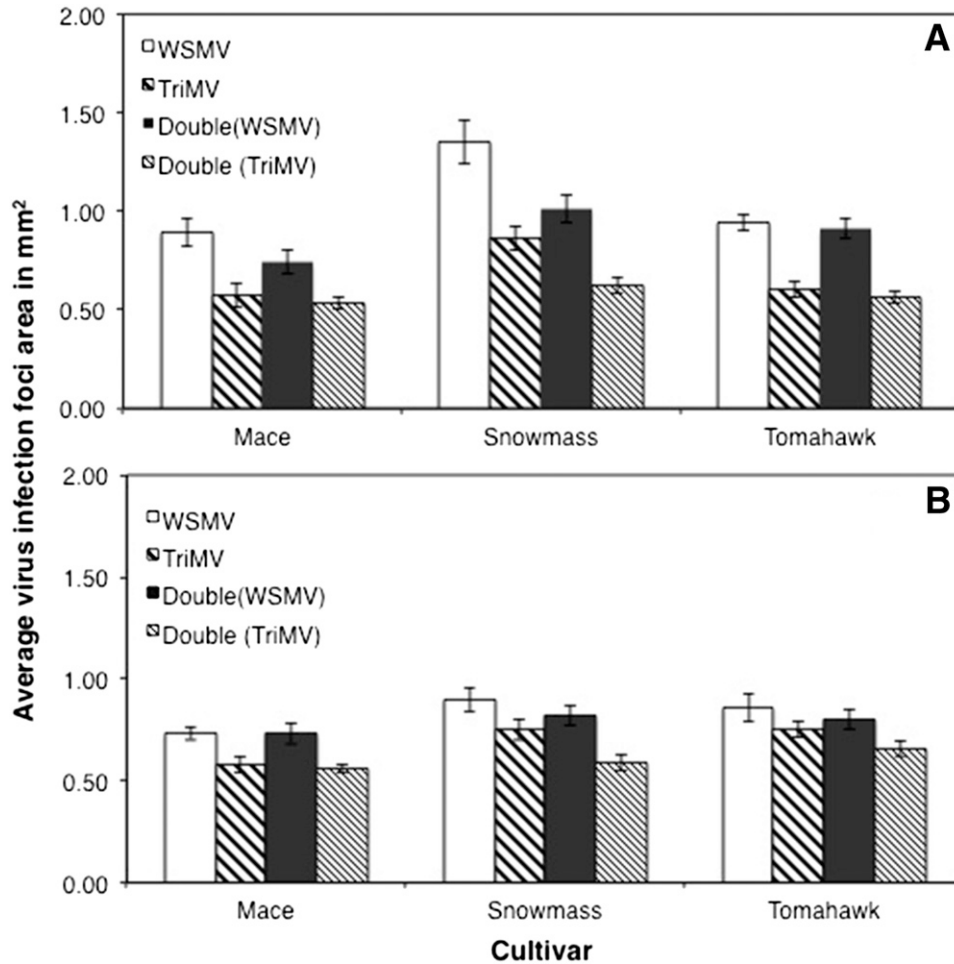 Average virus infection foci area in mm²
A
2.00
1.50
1.00
0.50
0.00
WSMV
TriMV
Double(WSMV)
Double (TriMV)
Mace Snowmass Tomahawk
B
2.00
1.50
1.00
0.50
0.00
WSMV
TriMV
Double(WSMV)
Double (TriMV)
Mace Snowmass Tomahawk
Cultivar